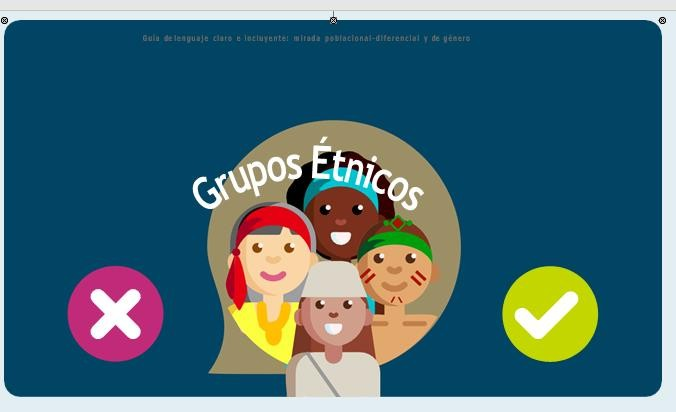 Guía de lenguaje claro e incluyente: mirada poblacional-diferencial y de género
Grupos Étnicos